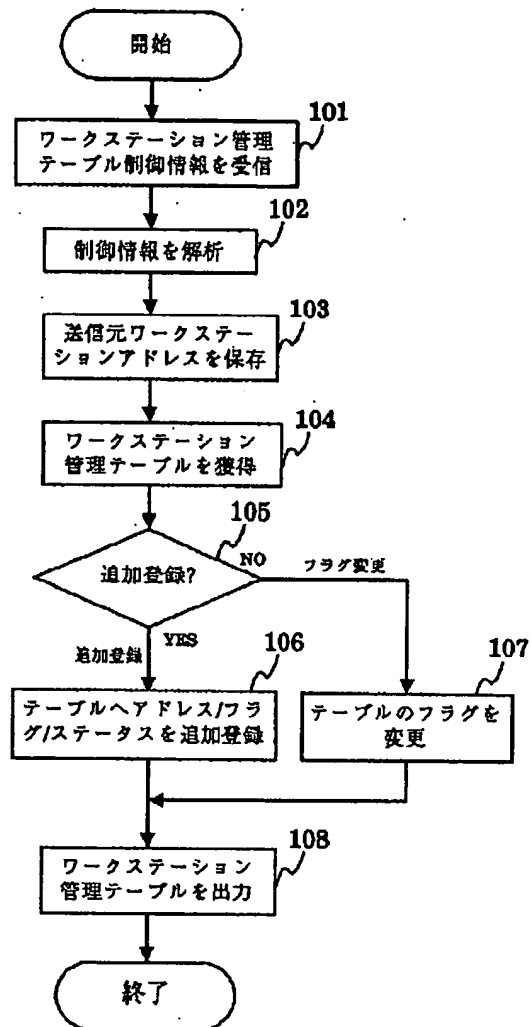 開始
101
ワークステーション管理
テーブル制御情報を受信
102
制御情報を解析
103
送信元ワークステー
ションアドレスを保存
104
ワークステーション
管理テーブルを獲得
105
追加登録?
NO
フラグ変更
YES
追加登録
106
テーブルへアドレス/フラ
グ/ステータスを追加登録
107
テーブルのフラグを
変更
108
ワークステーション
管理テーブルを出力
終了